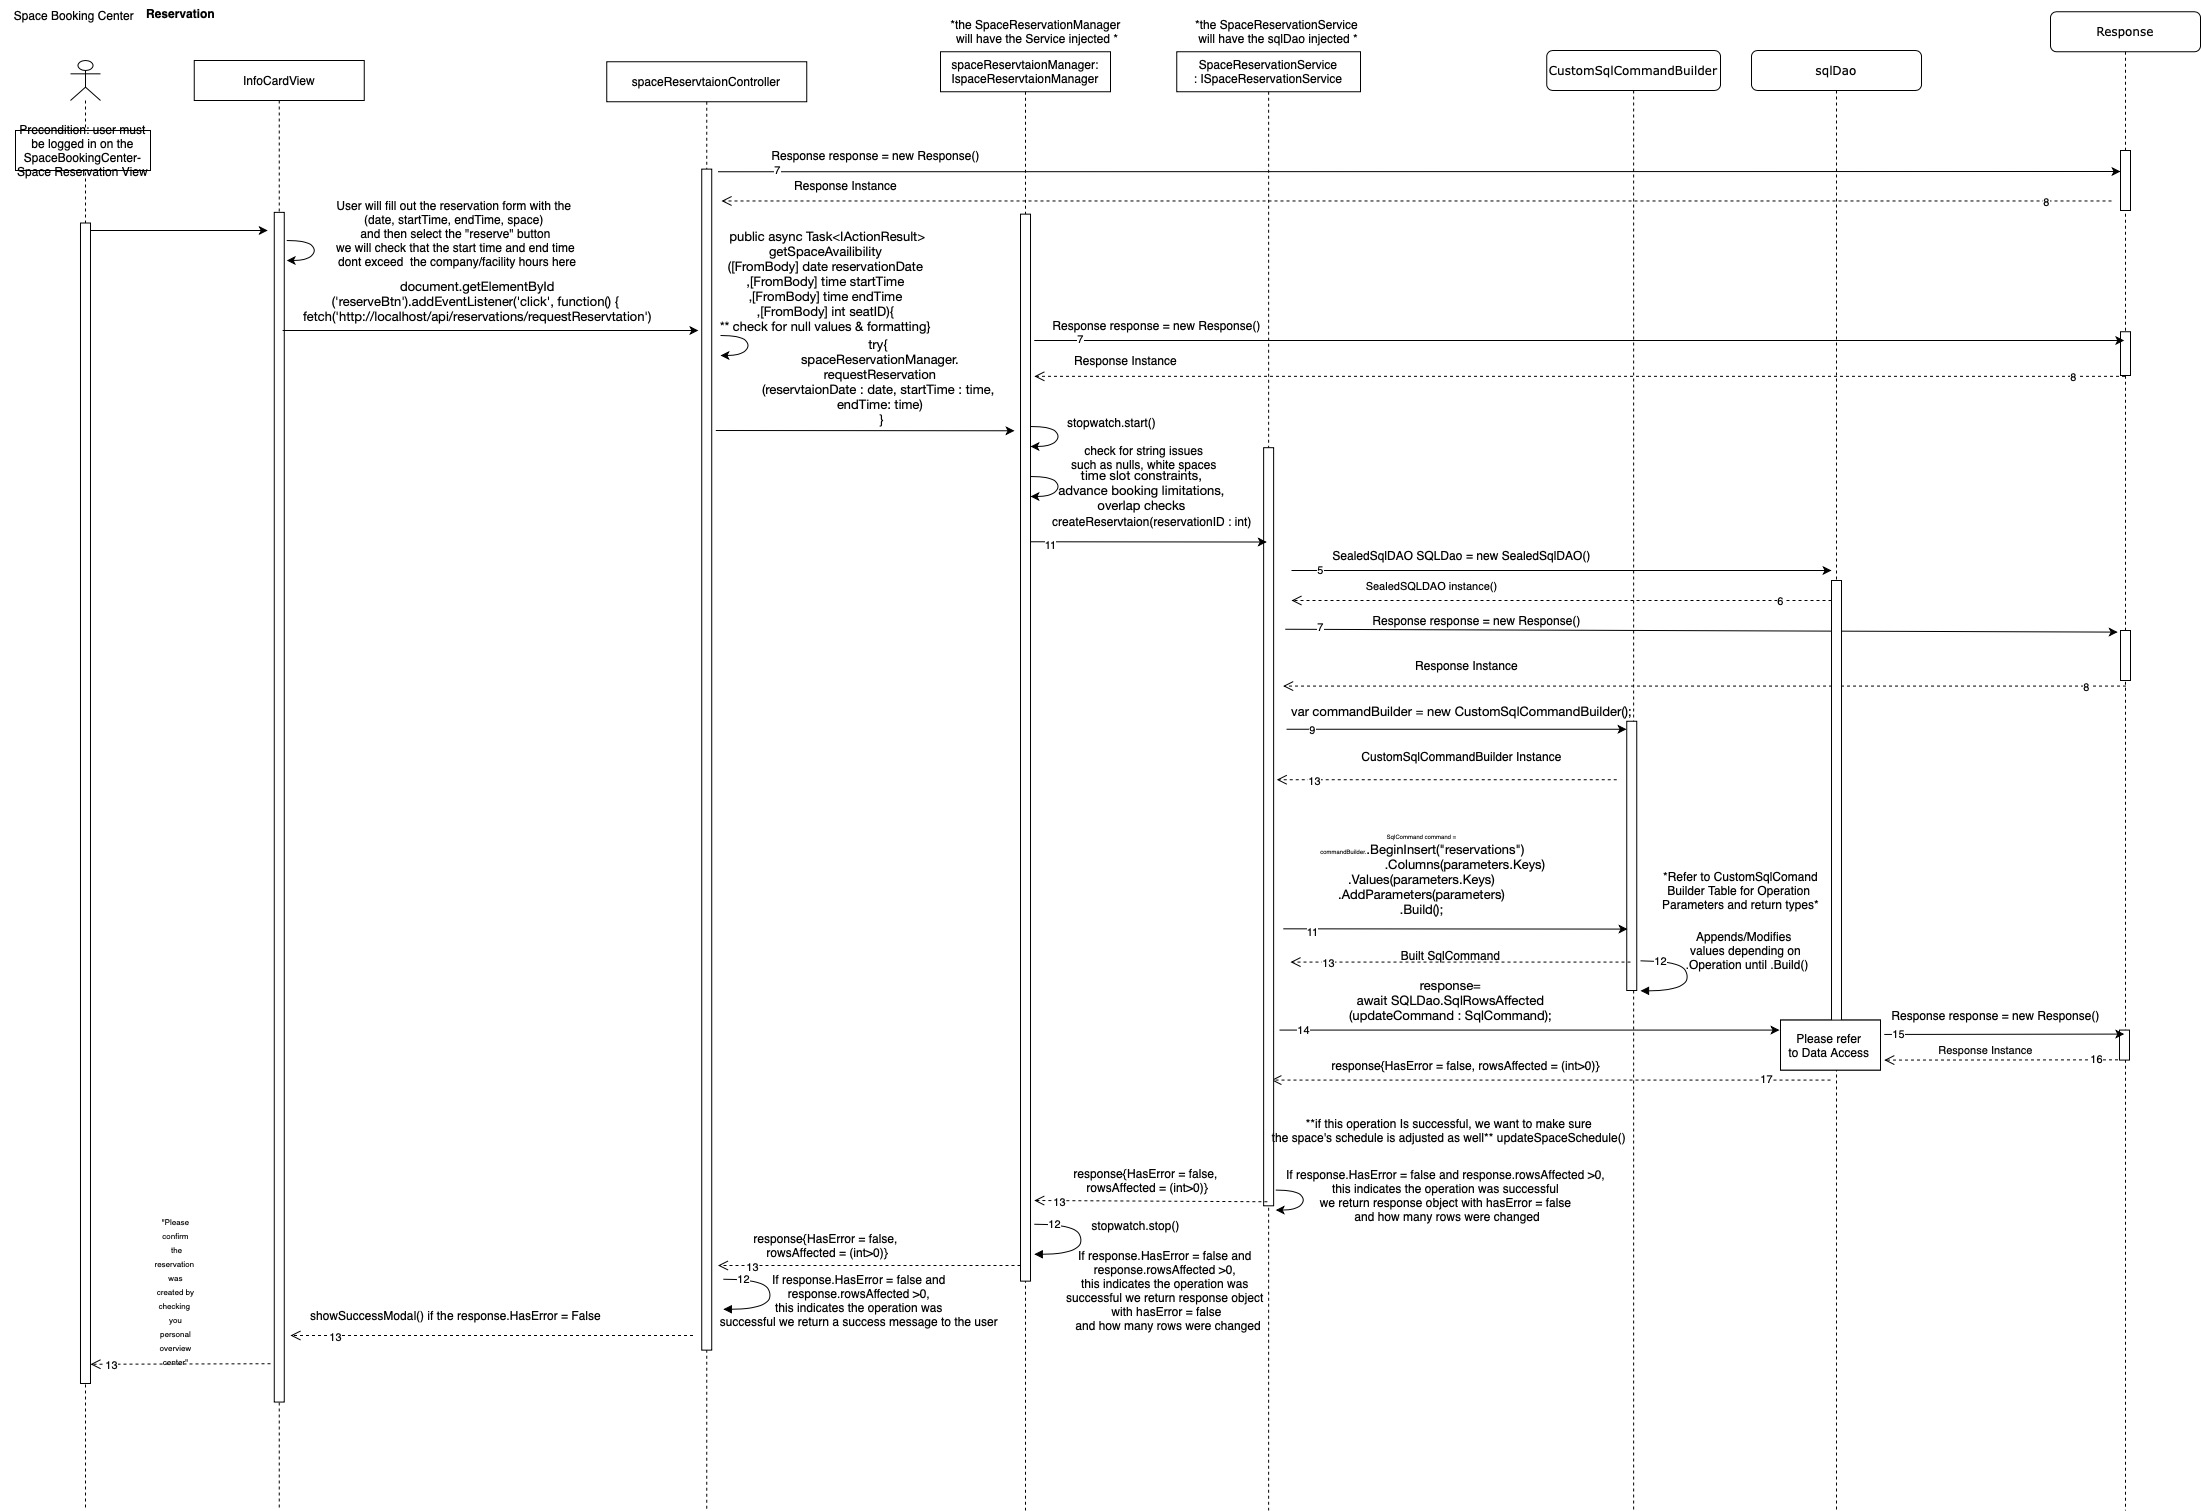 Space Booking Center Reservation
*the SpaceReservationManager
will have the Service injected *
*the SpaceReservationService
will have the sqlDao injected *
InfoCardView
spaceReservtaionController
spaceReservtaionManager:
IspaceReservtaionManager
SpaceReservationService
: ISpaceReservationService
CustomSqlCommandBuilder
sqlDao
Response
Precondition: user must
be logged in on the
SpaceBookingCenter-
Space Reservation View
Response response = new Response()
7
Response Instance
8
User will fill out the reservation form with the
(date, startTime, endTime, space)
and then select the "reserve" button
we will check that the start time and end time
dont exceed the company/facility hours here
document.getElementById
('reserveBtn').addEventListener('click', function() {
fetch('http://localhost/api/reservations/requestReservtation')
public async Task<IActionResult>
getSpaceAvailibility
([FromBody] date reservationDate
,[FromBody] time startTime
,[FromBody] time endTime
,[FromBody] int seatID){
** check for null values & formatting}
try{
spaceReservationManager.
requestReservation
(reservtaionDate : date, startTime : time,
endTime: time)
}
Response response = new Response()
7
Response Instance
8
stopwatch.start()
check for string issues
such as nulls, white spaces
time slot constraints,
advance booking limitations,
overlap checks
createReservtaion(reservationID : int)
11
SealedSqlDAO SQLDao = new SealedSqlDAO()
5
SealedSQLDAO instance()
6
Response response = new Response()
7
Response Instance
8
var commandBuilder = new CustomSqlCommandBuilder();
9
CustomSqlCommandBuilder Instance
13
SqlCommand command =
commandBuilder..BeginInsert("reservations")
.Columns(parameters.Keys)
.Values(parameters.Keys)
.AddParameters(parameters)
.Build();
11
*Refer to CustomSqlComand
Builder Table for Operation
Parameters and return types*
Built SqlCommand
13
12
Appends/Modifies
values depending on
.Operation until .Build()
response=
await SQLDao.SqlRowsAffected
(updateCommand : SqlCommand);
14
Please refer
to Data Access
Response response = new Response()
15
Response Instance
16
response{HasError = false, rowsAffected = (int>0)}
17
**if this operation Is successful, we want to make sure
the space's schedule is adjusted as well** updateSpaceSchedule()
If response.HasError = false and response.rowsAffected >0,
this indicates the operation was successful
we return response object with hasError = false
and how many rows were changed
response{HasError = false,
rowsAffected = (int>0)}
13
12
stopwatch.stop()
If response.HasError = false and
response.rowsAffected >0,
this indicates the operation was
successful we return response object
with hasError = false
and how many rows were changed
response{HasError = false,
rowsAffected = (int>0)}
13
12
If response.HasError = false and
response.rowsAffected >0,
this indicates the operation was
successful we return a success message to the user
showSuccessModal() if the response.HasError = False
13
"Please
confirm
the
reservation
was
created by
checking
you
personal
overview
center"
13